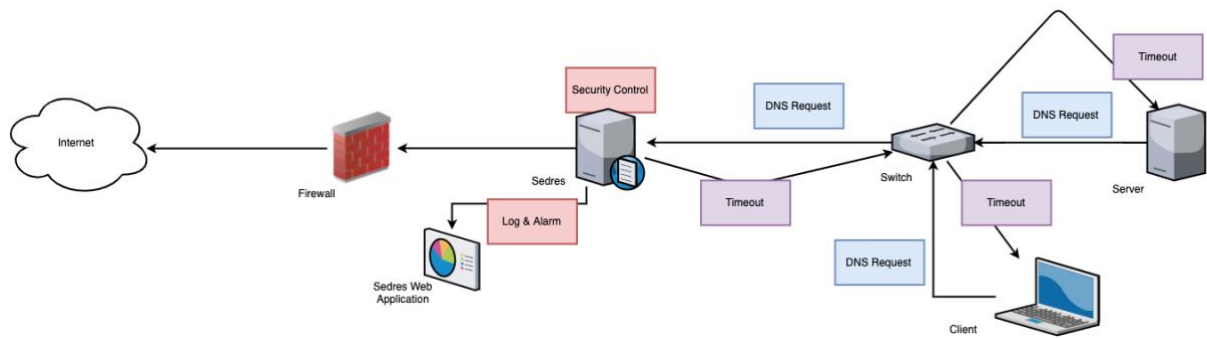 Timeout
Security Control
DNS Request
DNS Request
Internet
Firewall
Sedres
Switch
Server
Timeout
Timeout
Log & Alarm
DNS Request
Sedres Web
Application
Client